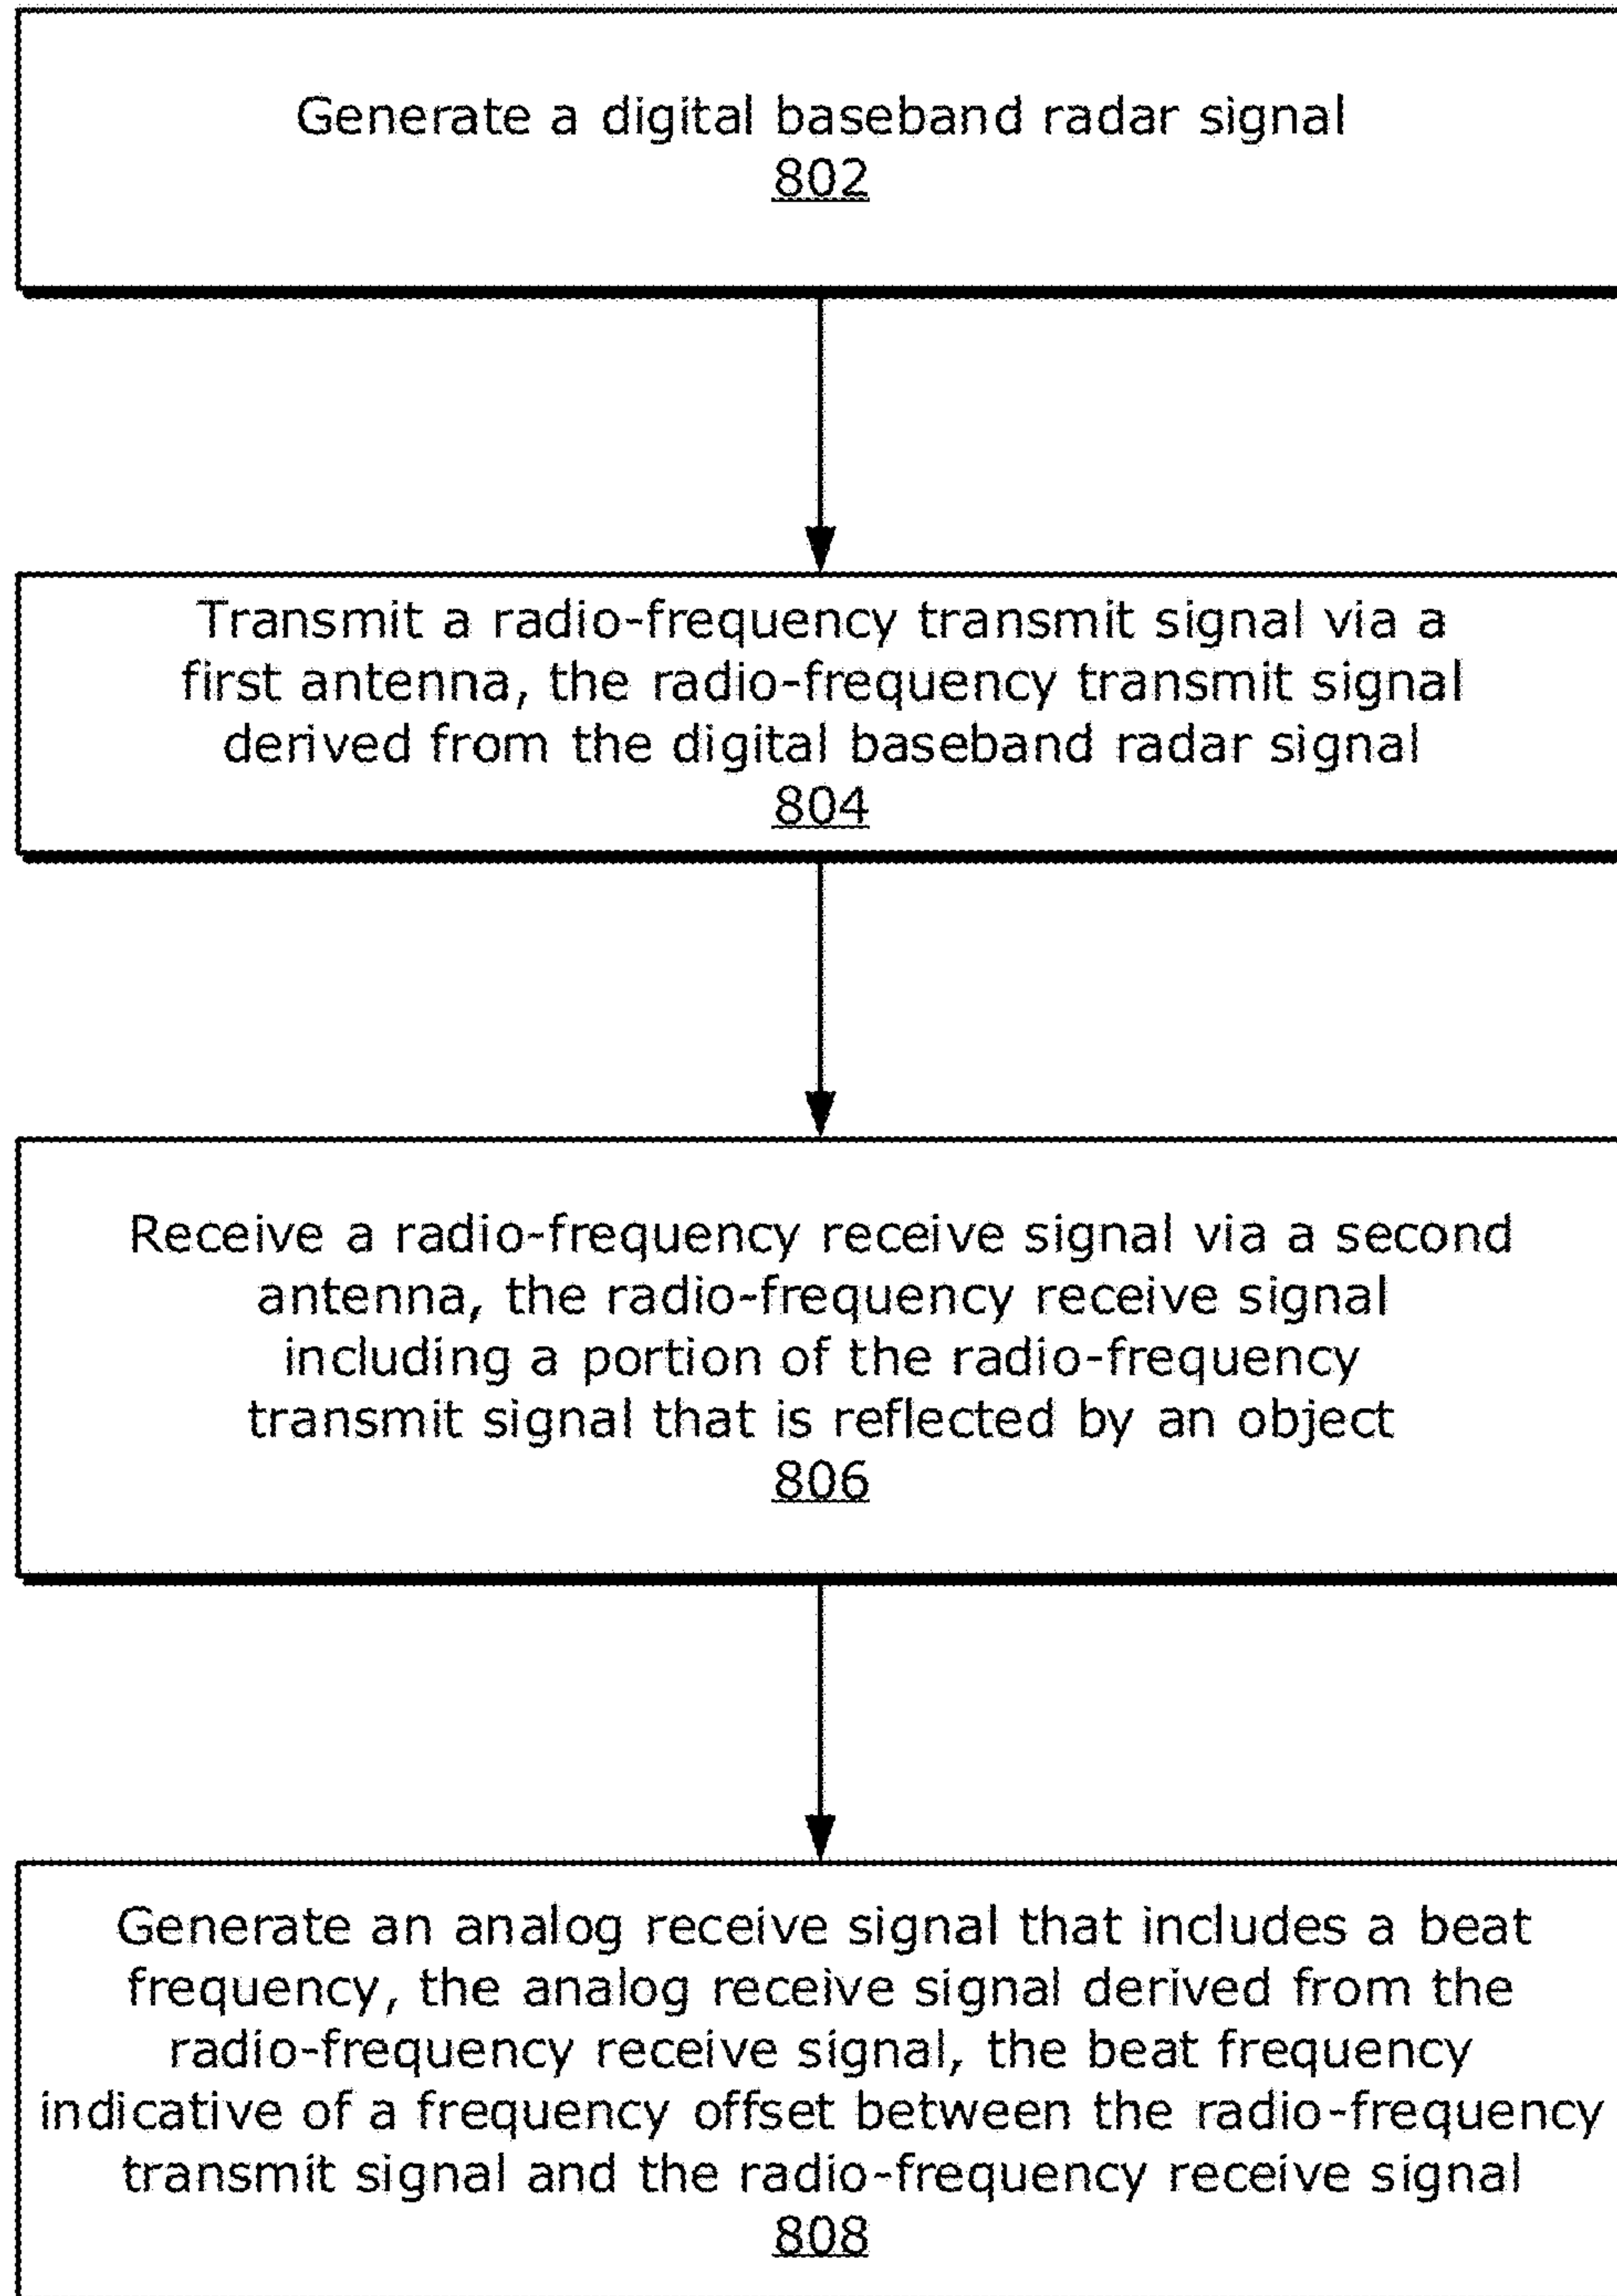 Generate a digital baseband radar signal
802
Transmit a radio-frequency transmit signal via a
first antenna, the radio-frequency transmit signal
derived from the digital baseband radar signal
804
Receive a radio-frequency receive signal via a second
antenna, the radio-frequency receive signal
including a portion of the radio-frequency
transmit signal that is reflected by an object
806
Generate an analog receive signal that includes a beat
frequency, the analog receive signal derived from the
radio-frequency receive signal, the beat frequency
indicative of a frequency offset between the radio-frequency
transmit signal and the radio-frequency receive signal
808